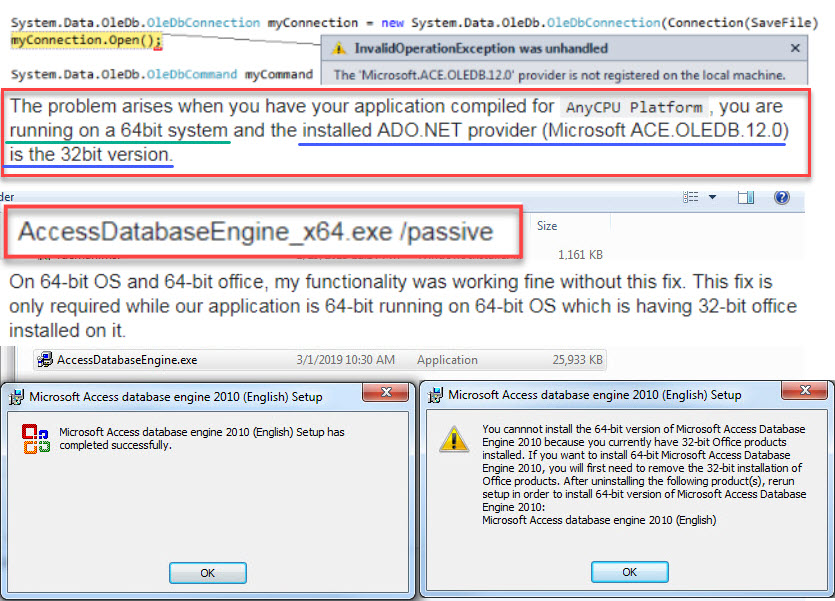 System.Data.OleDb.OleDbConnection myConnection = new System.Data.OleDb.OleDbConnection(Connection(SaveFile)
myConnection.Open();
InvalidOperationException was unhandled
System.Data.OleDb.OleDbCommand myCommand
The 'Microsoft.ACE.OLEDB.12.0' provider is not registered on the local machine.
The problem arises when you have your application compiled for AnyCPU Platform, you are
running on a 64bit system and the installed ADO.NET provider (Microsoft ACE.OLEDB.12.0)
is the 32bit version.
der
Size
AccessDatabaseEngine_x64.exe /passive
1,161 KB
On 64-bit OS and 64-bit office, my functionality was working fine without this fix. This fix is
only required while our application is 64-bit running on 64-bit OS which is having 32-bit office
installed on it.
AccessDatabaseEngine.exe 3/1/2019 10:30 AM Application 25,933 KB
Microsoft Access database engine 2010 (English) Setup
Microsoft Access database engine 2010 (English) Setup has
completed successfully.
OK
Microsoft Access database engine 2010 (English) Setup
You cannnot install the 64-bit version of Microsoft Access Database
Engine 2010 because you currently have 32-bit Office products
installed. If you want to install 64-bit Microsoft Access Database
Engine 2010, you will first need to remove the 32-bit installation of
Office products. After uninstalling the following product(s), rerun
setup in order to install 64-bit version of Microsoft Access Database
Engine 2010:
Microsoft Access database engine 2010 (English)
OK